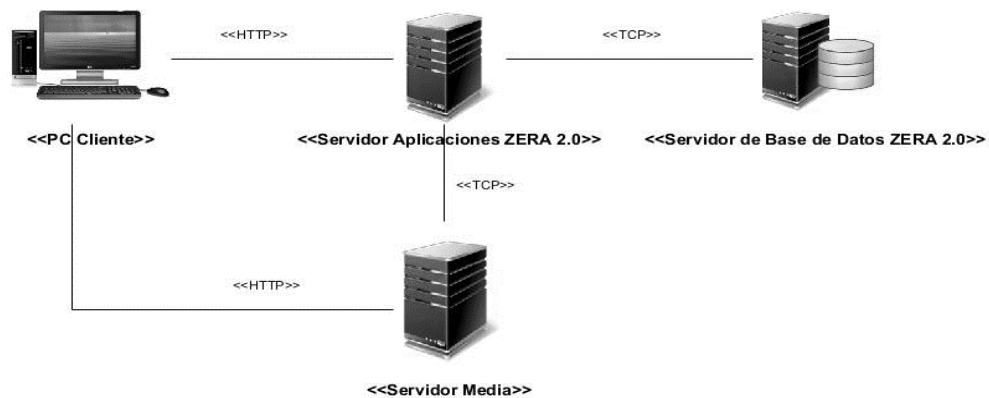 <<HTTP>>
<<TCP>>
<<PC Cliente>>
<<Servidor Aplicaciones ZERA 2.0>>
<<Servidor de Base de Datos ZERA 2.0>>
<<TCP>>
<<HTTP>>
<<Servidor Media>>